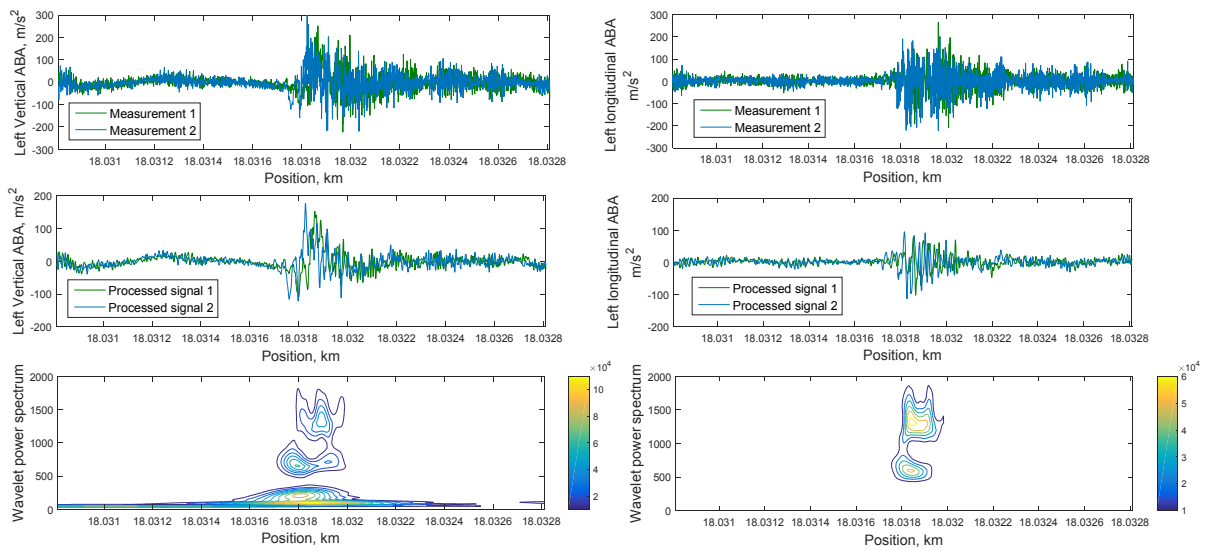 Left Vertical ABA, m/s²
300
200
100
0
-100
-200
-300
Measurement 1
Measurement 2
18.031 18.0312 18.0314 18.0316 18.0318 18.032 18.0322 18.0324 18.0326 18.0328
Position, km
Left longitudinal ABA
m/s²
300
200
100
0
-100
-200
-300
Measurement 1
Measurement 2
18.031 18.0312 18.0314 18.0316 18.0318 18.032 18.0322 18.0324 18.0326 18.0328
Position, km
Left Vertical ABA, m/s²
200
100
0
-100
-200
Processed signal 1
Processed signal 2
18.031 18.0312 18.0314 18.0316 18.0318 18.032 18.0322 18.0324 18.0326 18.0328
Position, km
Left longitudinal ABA
m/s²
200
100
0
-100
-200
Processed signal 1
Processed signal 2
18.031 18.0312 18.0314 18.0316 18.0318 18.032 18.0322 18.0324 18.0326 18.0328
Position, km
Wavelet power spectrum
2000
1500
1000
500
0
18.031 18.0312 18.0314 18.0316 18.0318 18.032 18.0322 18.0324 18.0326 18.0328
Position, km
×10⁴
10
8
6
4
2
Wavelet power spectrum
2000
1500
1000
500
0
18.031 18.0312 18.0314 18.0316 18.0318 18.032 18.0322 18.0324 18.0326 18.0328
Position, km
×10⁴
6
5
4
3
2
1